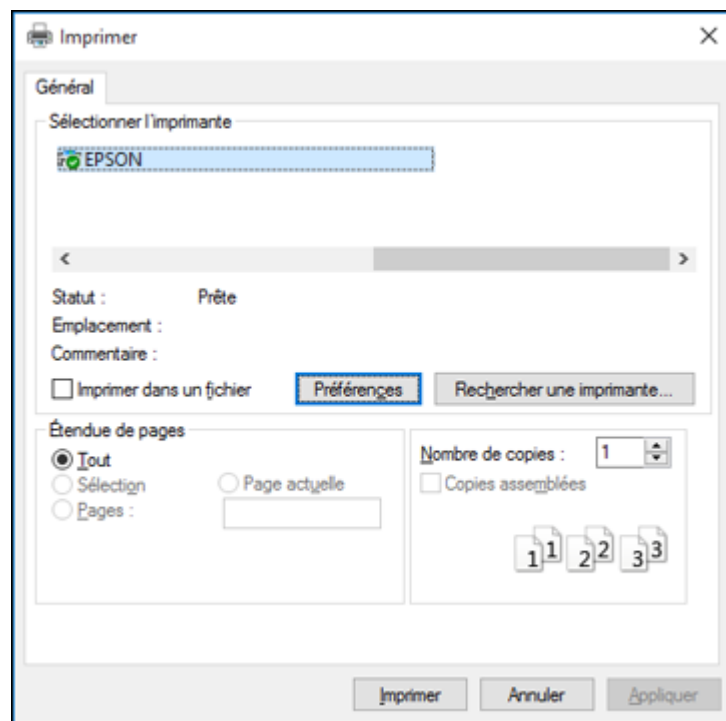 Imprimer
Général
Sélectionner l'imprimante
EPSON
Statut : Prête
Emplacement :
Commentaire :
Imprimer dans un fichier Préférences Rechercher une imprimante...
Étendue de pages
Tout
Sélection Page actuelle
Pages :
Nombre de copies : 1
Copies assemblées
1 1 2 2 3 3
Imprimer Annuler Appliquer